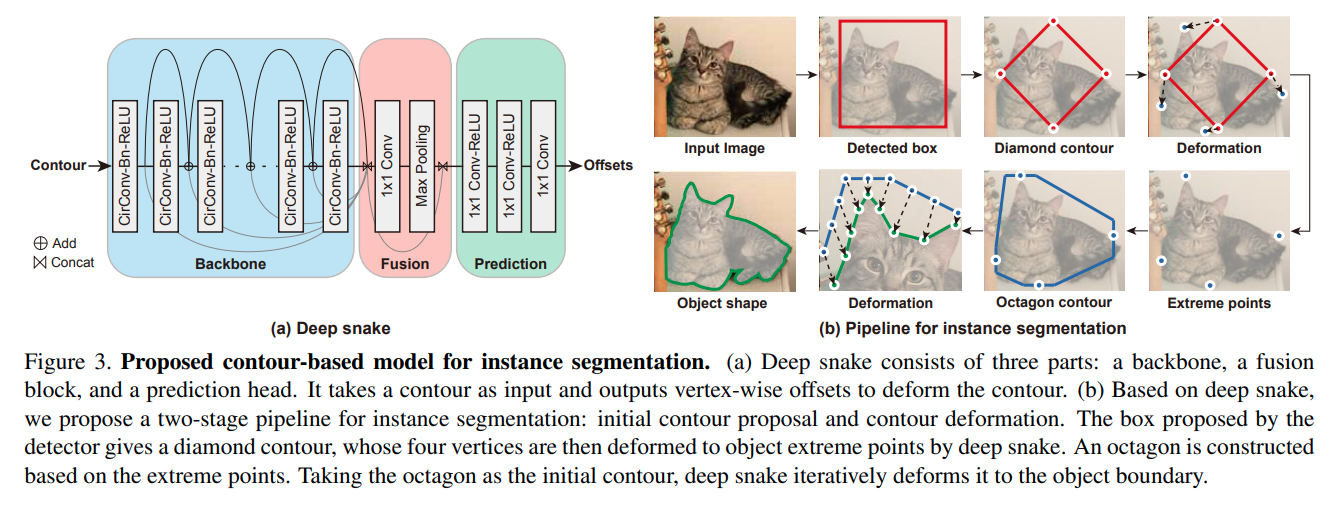 Contour
CirConv-Bn-ReLU
CirConv-Bn-ReLU
CirConv-Bn-ReLU
CirConv-Bn-ReLU
CirConv-Bn-ReLU
1x1 Conv
Max Pooling
1x1 Conv-ReLU
1x1 Conv-ReLU
1x1 Conv
Offsets
Add
Concat
Backbone
Fusion
Prediction
(a) Deep snake
Input Image
Detected box
Diamond contour
Deformation
Object shape
Deformation
Octagon contour
Extreme points
(b) Pipeline for instance segmentation
Figure 3. Proposed contour-based model for instance segmentation. (a) Deep snake consists of three parts: a backbone, a fusion
block, and a prediction head. It takes a contour as input and outputs vertex-wise offsets to deform the contour. (b) Based on deep snake,
we propose a two-stage pipeline for instance segmentation: initial contour proposal and contour deformation. The box proposed by the
detector gives a diamond contour, whose four vertices are then deformed to object extreme points by deep snake. An octagon is constructed
based on the extreme points. Taking the octagon as the initial contour, deep snake iteratively deforms it to the object boundary.